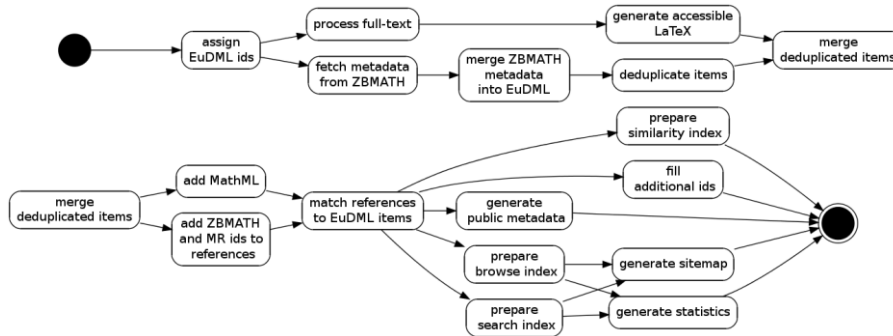 process full-text
generate accessible
LaTeX
assign
EuDML ids
merge
deduplicated items
fetch metadata
from ZBMATH
merge ZBMATH
metadata
into EuDML
deduplicate items
prepare
similarity index
add MathML
fill
additional ids
merge
deduplicated items
match references
to EuDML items
generate
public metadata
add ZBMATH
and MR ids to
references
prepare
browse index
generate sitemap
prepare
search index
generate statistics